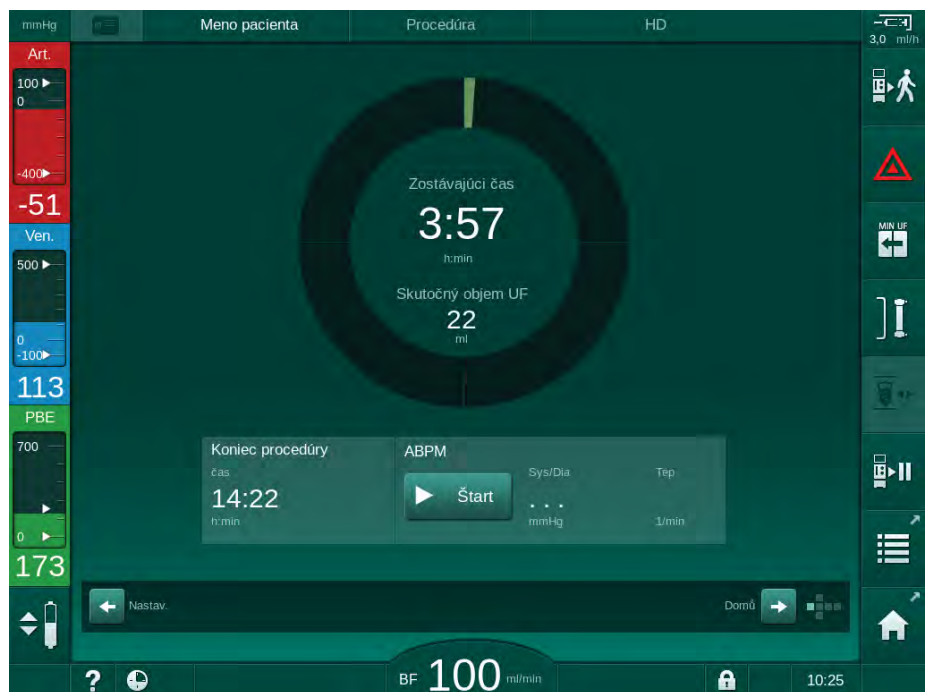 mmHg
Meno pacienta
Procedúra
HD
3,0 ml/h
Art.
100
0
-400
-51
Ven.
500
0
-100
113
PBE
700
0
173
Zostávajúci čas
3:57
h:min
Skutočný objem UF
22
ml
MIN UF
Koniec procedúry
čas
14:22
h:min
ABPM
Štart
Sys/Dia
. . .
mmHg
Tep
1/min
Nastav.
Domů
?
BF 100 ml/min
10:25